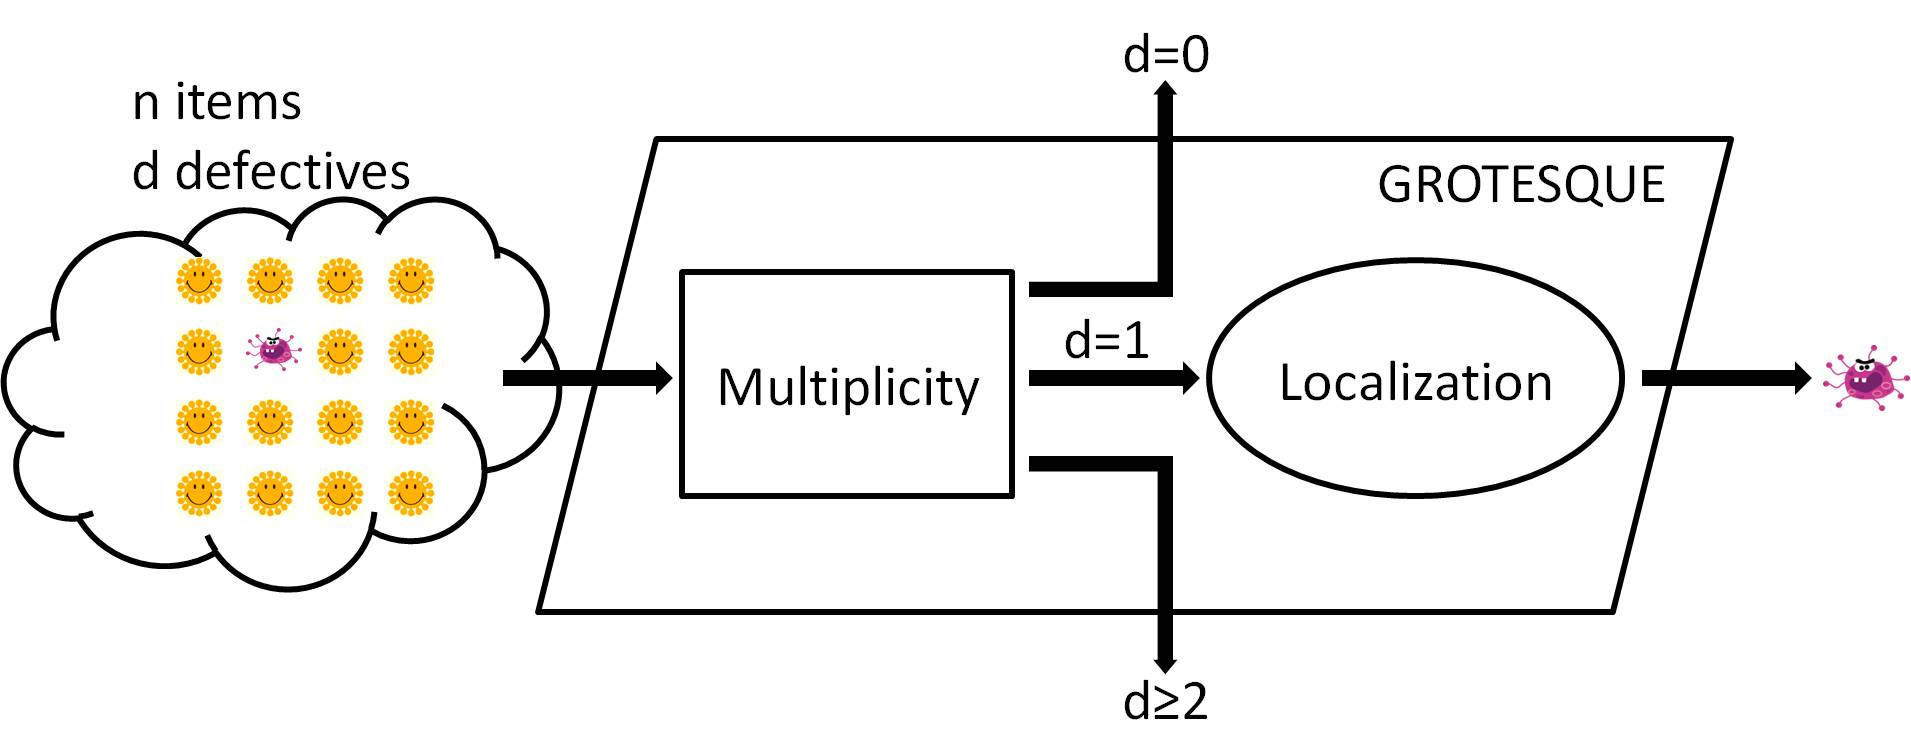 n items
d defectives
d=0
GROTESQUE
Multiplicity
d=1
Localization
d≥2